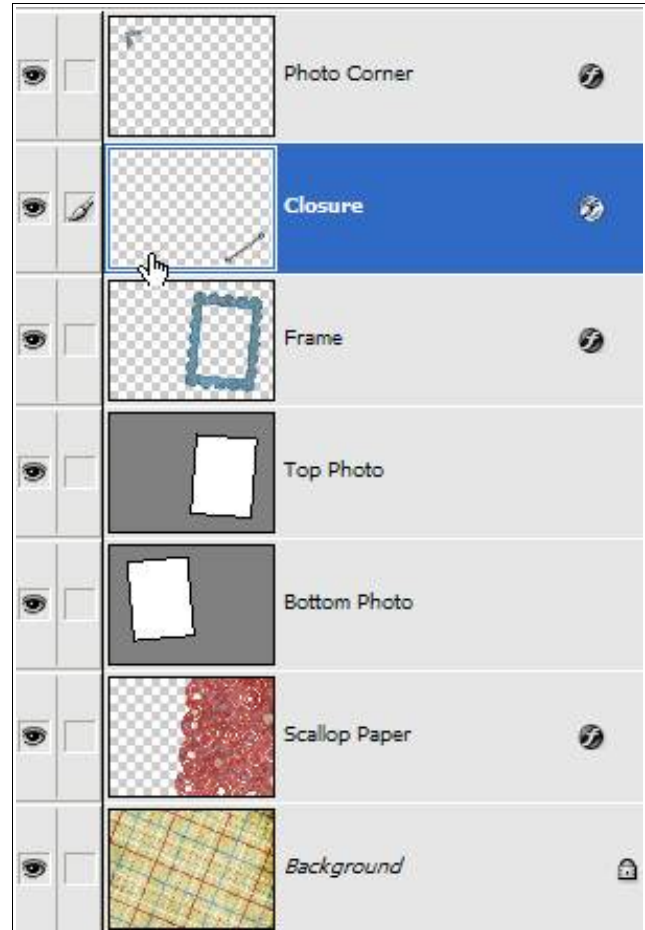 Photo Corner
Closure
Frame
Top Photo
Bottom Photo
Scallop Paper
Background